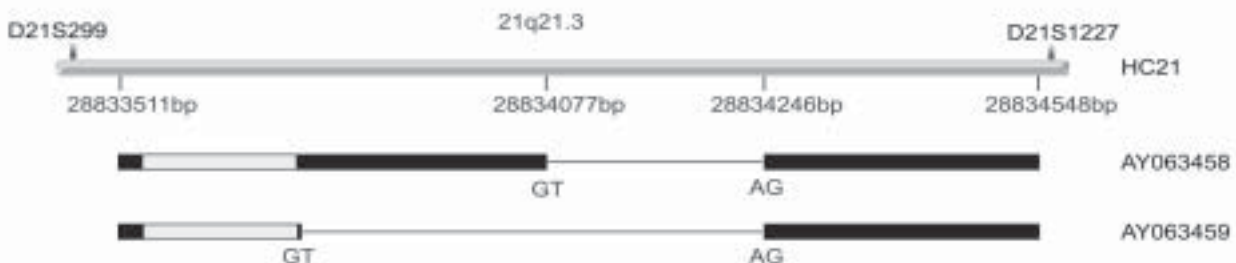 21q21.3
D21S299 D21S1227
HC21
28833511bp 28834077bp 28834246bp 28834548bp
AY063458
GT AG
AY063459
GT AG